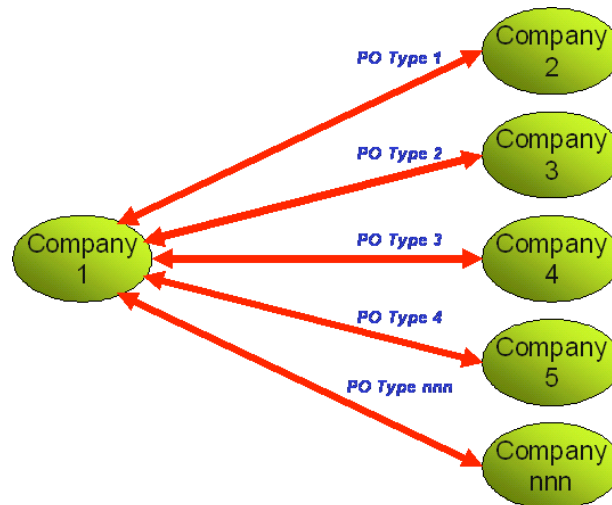 PO Type 1
Company
2
PO Type 2
Company
3
Company
1
PO Type 3
Company
4
PO Type 4
Company
5
PO Type nnn
Company
nnn